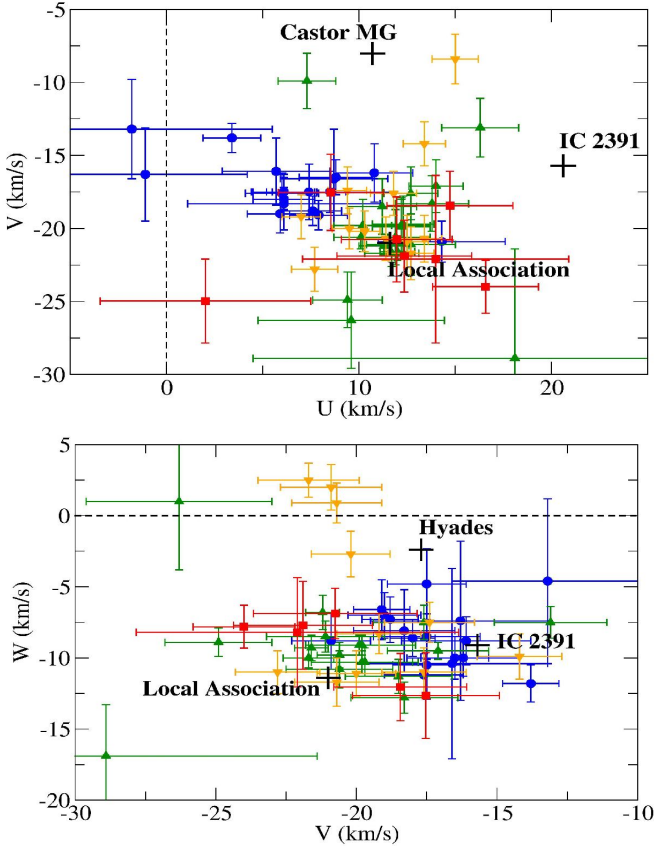 -5
Castor MG
-10
IC 2391
-15
V (km/s)
-20
Local Association
-25
-30
0
10
20
U (km/s)
5
0
Hyades
-5
W (km/s)
IC 2391
-10
Local Association
-15
-20
-30
-25
-20
-15
-10
V (km/s)